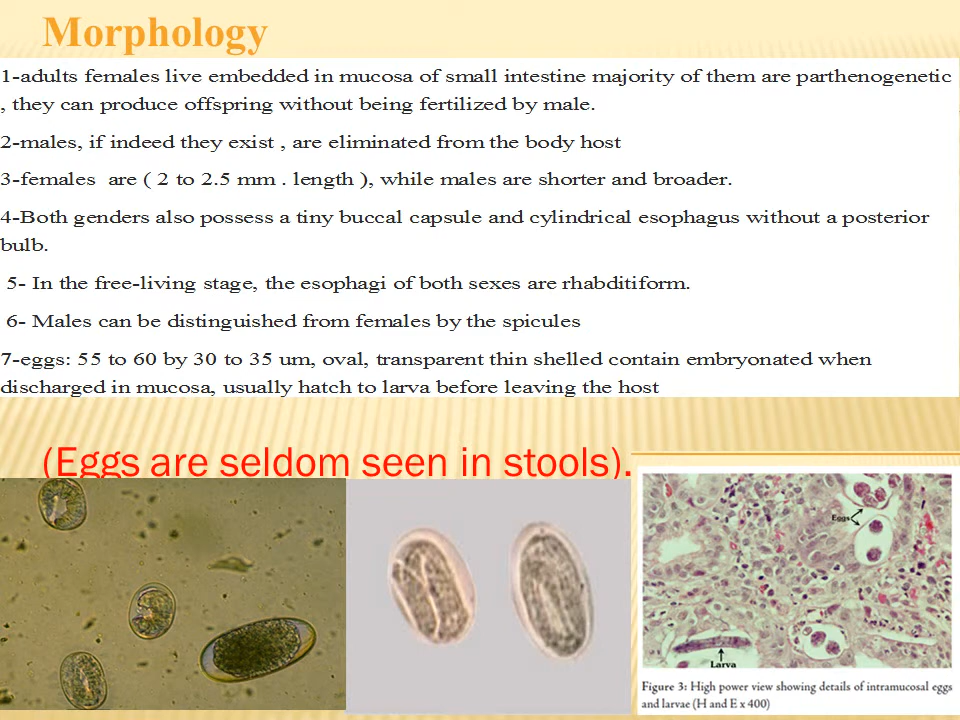 Morphology
1-adults females live embedded in mucosa of small intestine majority of them are parthenogenetic
, they can produce offspring without being fertilized by male.
2-males, if indeed they exist , are eliminated from the body host
3-females  are ( 2 to 2.5 mm . length ), while males are shorter and broader.
4-Both genders also possess a tiny buccal capsule and cylindrical esophagus without a posterior
bulb.
5- In the free-living stage, the esophagi of both sexes are rhabditiform.
6- Males can be distinguished from females by the spicules
7-eggs: 55 to 60 by 30 to 35 um, oval, transparent thin shelled contain embryonated when
discharged in mucosa, usually hatch to larva before leaving the host
(Eggs are seldom seen in stools).
Eggs
Larva
Figure 3: High power view showing details of intramucosal eggs
and larvae (H and E x 400)